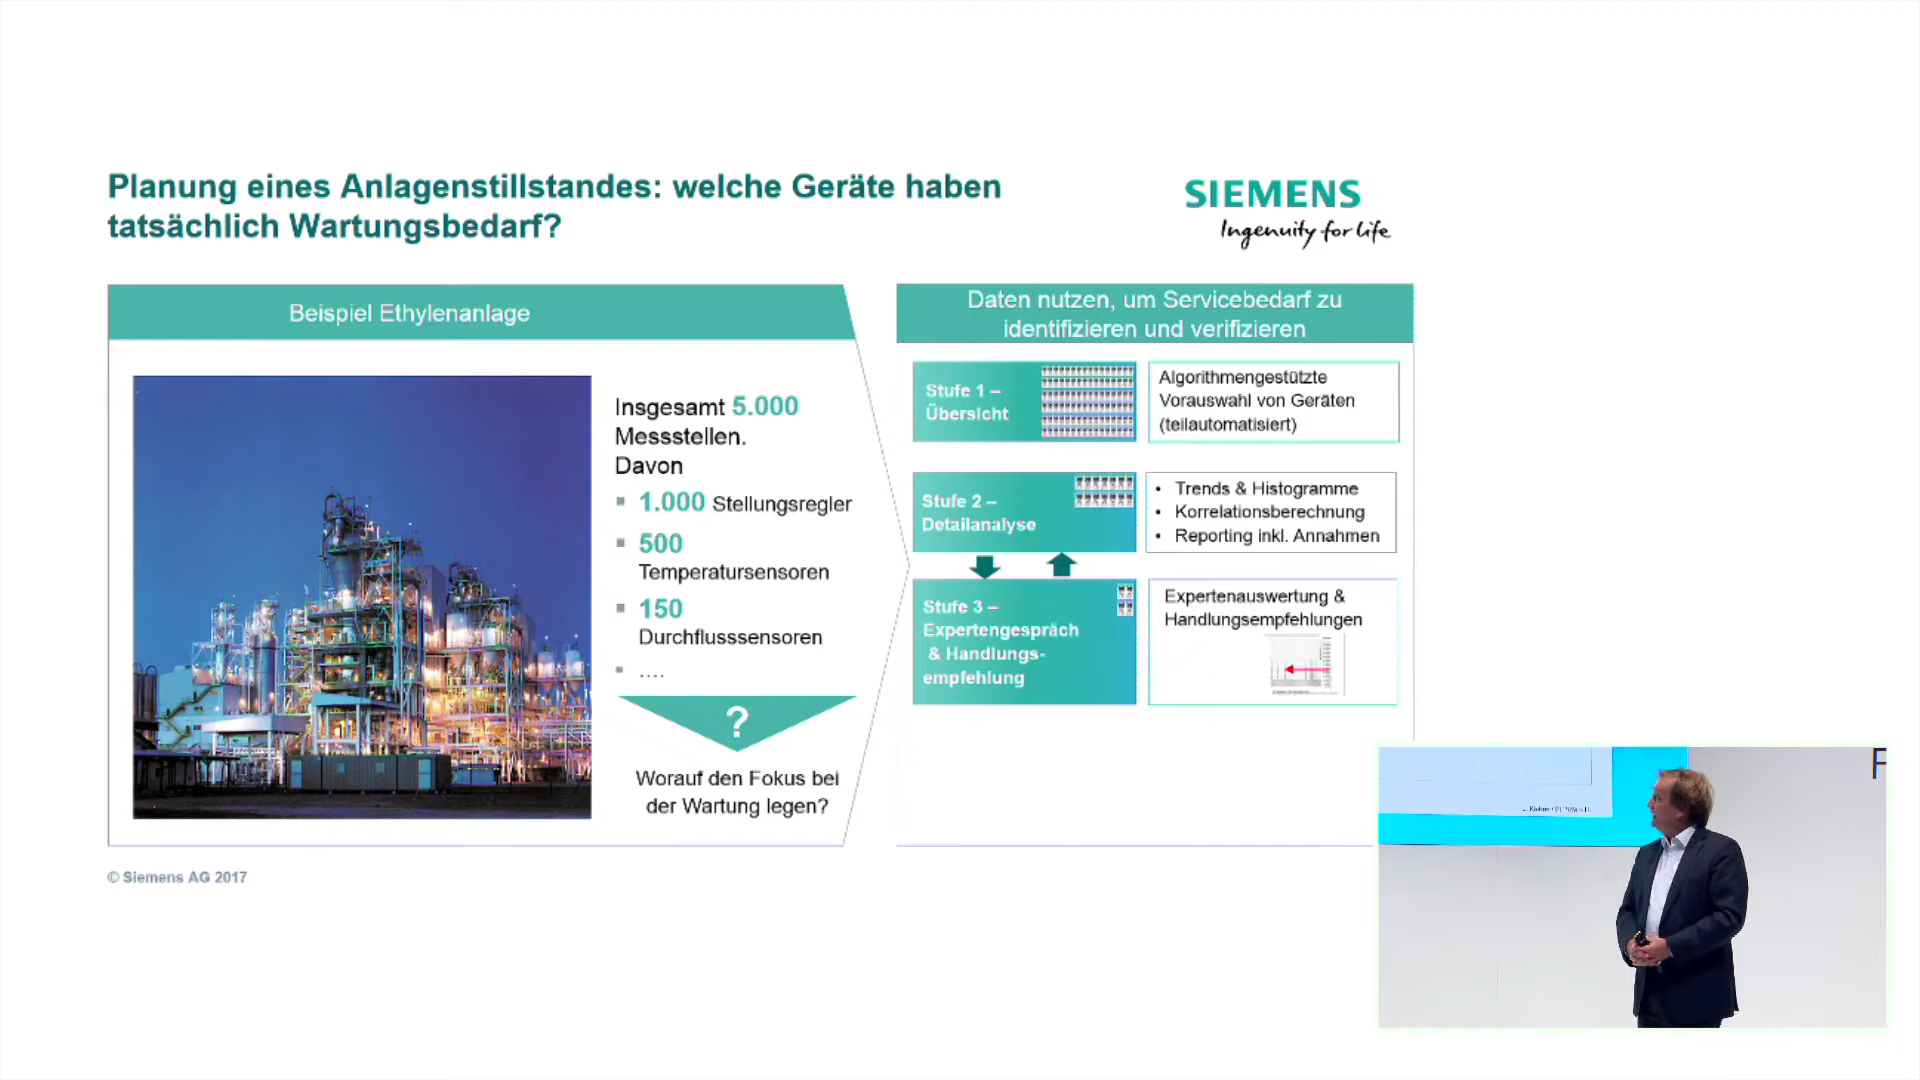 Planung eines Anlagenstillstandes: welche Geräte haben
tatsächlich Wartungsbedarf?
SIEMENS
Ingenuity for life
Beispiel Ethylenanlage
Insgesamt 5.000
Messstellen.
Davon
▪ 1.000 Stellungsregler
▪ 500
Temperatursensoren
▪ 150
Durchflusssensoren
▪ ....
?
Worauf den Fokus bei
der Wartung legen?
Daten nutzen, um Servicebedarf zu
identifizieren und verifizieren
Stufe 1 –
Übersicht
Algorithmengestützte
Vorauswahl von Geräten
(teilautomatisiert)
Stufe 2 –
Detailanalyse
• Trends & Histogramme
• Korrelationsberechnung
• Reporting inkl. Annahmen
Stufe 3 –
Expertengespräch
& Handlungs-
empfehlung
Expertenauswertung &
Handlungsempfehlungen
© Siemens AG 2017